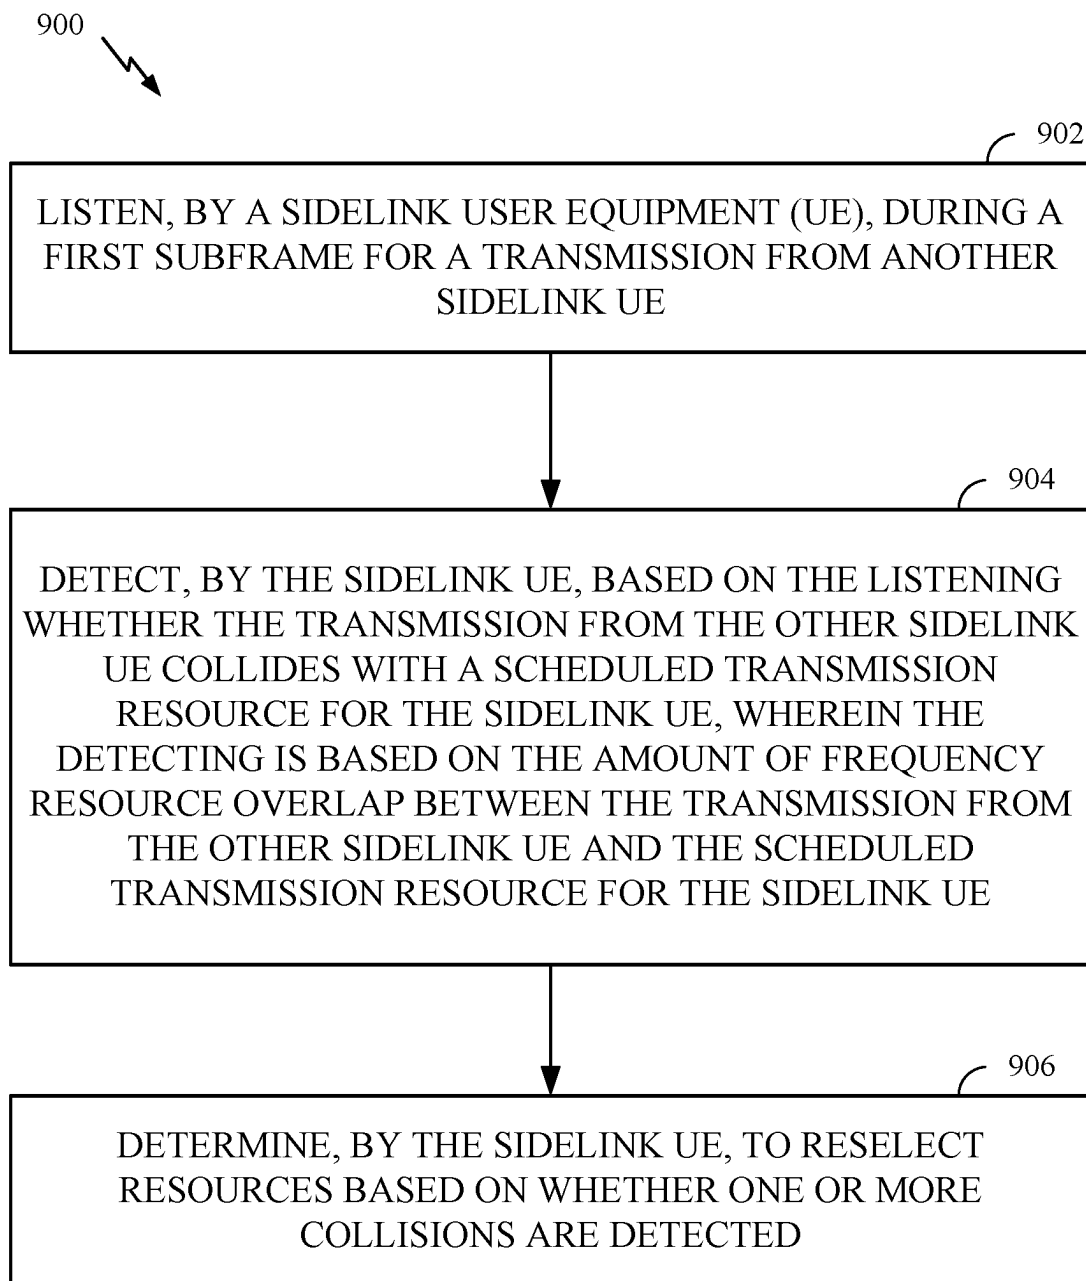 900
902
LISTEN, BY A SIDELINK USER EQUIPMENT (UE), DURING A
FIRST SUBFRAME FOR A TRANSMISSION FROM ANOTHER
SIDELINK UE
904
DETECT, BY THE SIDELINK UE, BASED ON THE LISTENING
WHETHER THE TRANSMISSION FROM THE OTHER SIDELINK
UE COLLIDES WITH A SCHEDULED TRANSMISSION
RESOURCE FOR THE SIDELINK UE, WHEREIN THE
DETECTING IS BASED ON THE AMOUNT OF FREQUENCY
RESOURCE OVERLAP BETWEEN THE TRANSMISSION FROM
THE OTHER SIDELINK UE AND THE SCHEDULED
TRANSMISSION RESOURCE FOR THE SIDELINK UE
906
DETERMINE, BY THE SIDELINK UE, TO RESELECT
RESOURCES BASED ON WHETHER ONE OR MORE
COLLISIONS ARE DETECTED